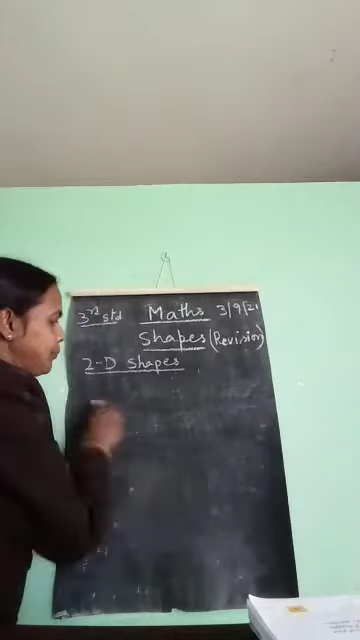 3rd std Maths 3/9/21
Shapes (Revision)
2-D Shapes